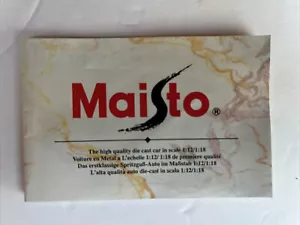 Maisto®
The high quality die cast car in scale 1:12/1:18
Voiture en Metal a L'echelle 1:12/ 1:18 de premiere qualité
Das erstklassige Spritzguß-Auto im Maßstab 1:12/1:18
L'alta qualità auto die-cast in scala 1:12/1:18